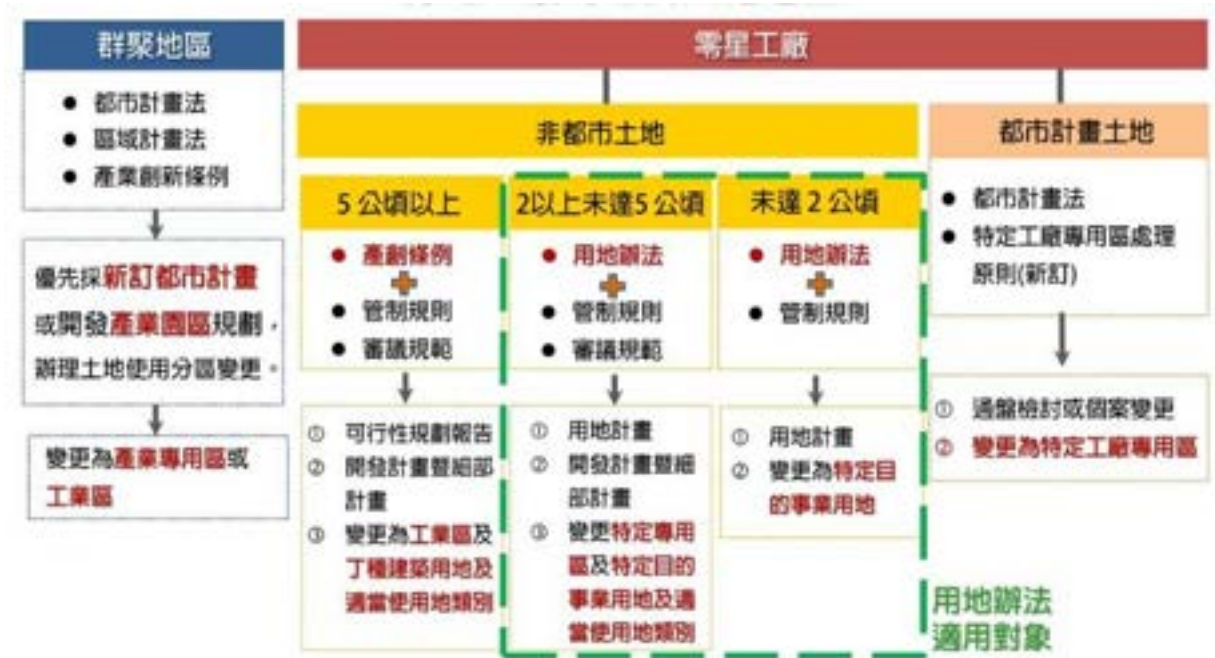 群聚地區
● 都市計畫法
● 區域計畫法
● 產業創新條例
優先採新訂都市計畫
或開發產業園區規劃，
辦理土地使用分區變更。
變更為產業專用區或
工業區
零星工廠
非都市土地
5 公頃以上
● 產創條例
● 管制規則
● 審議規範
① 可行性規劃報告
② 開發計畫暨細部
計畫
③ 變更為工業區及
丁種建築用地及
適當使用地類別
2以上未達5 公頃
● 用地辦法
● 管制規則
● 審議規範
① 用地計畫
② 開發計畫暨細
部計畫
③ 變更特定專用
區及特定目的
事業用地及適
當使用地類別
未達 2 公頃
● 用地辦法
● 管制規則
① 用地計畫
② 變更為特定目
的事業用地
都市計畫土地
● 都市計畫法
● 特定工廠專用區處理
原則(新訂)
① 通盤檢討或個案變更
② 變更為特定工廠專用區
用地辦法
適用對象